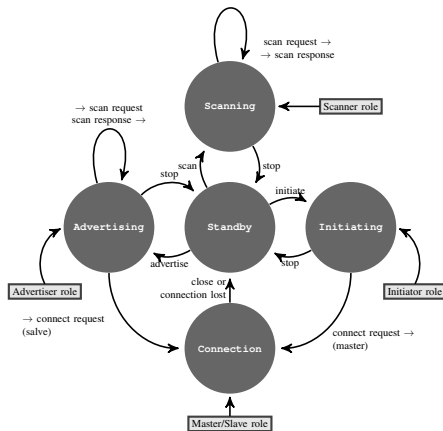 scan request →
→ scan response
Scanning
Scanner role
→ scan request
scan response →
stop
scan
stop
initiate
Advertising
Standby
Initiating
advertise
stop
Advertiser role
close or
connection lost
Initiator role
→ connect request
(salve)
connect request →
(master)
Connection
Master/Slave role